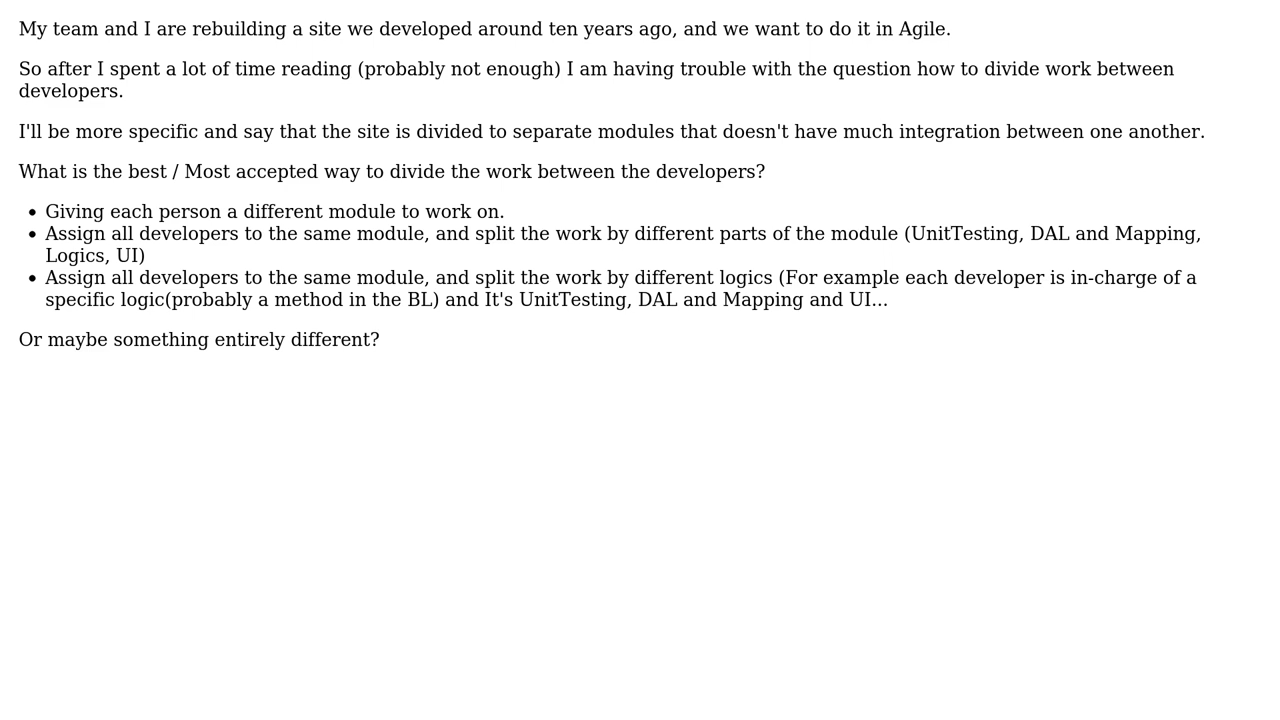 My team and I are rebuilding a site we developed around ten years ago, and we want to do it in Agile.
So after I spent a lot of time reading (probably not enough) I am having trouble with the question how to divide work between
developers.
I'll be more specific and say that the site is divided to separate modules that doesn't have much integration between one another.
What is the best / Most accepted way to divide the work between the developers?
• Giving each person a different module to work on.
• Assign all developers to the same module, and split the work by different parts of the module (UnitTesting, DAL and Mapping,
Logics, UI)
• Assign all developers to the same module, and split the work by different logics (For example each developer is in-charge of a
specific logic(probably a method in the BL) and It's UnitTesting, DAL and Mapping and UI...
Or maybe something entirely different?